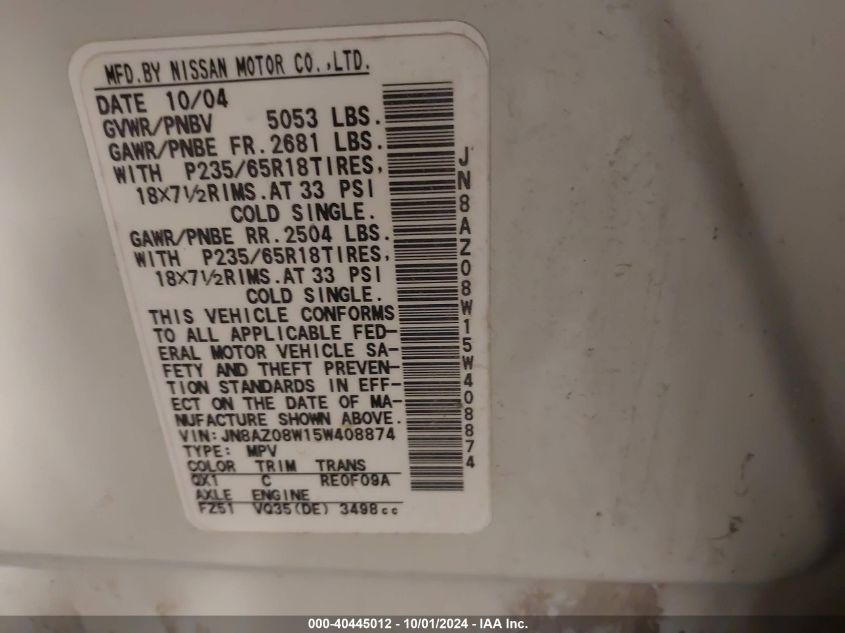 MFD.BY NISSAN MOTOR CO.,LTD.
DATE 10/04
GVWR/PNBV 5053 LBS.
GAWR/PNBE FR.2681 LBS.
WITH P235/65R18TIRES,
18X7½RIMS.AT 33 PSI
COLD SINGLE.
GAWR/PNBE RR.2504 LBS.
WITH P235/65R18TIRES,
18X7½RIMS.AT 33 PSI
COLD SINGLE.
THIS VEHICLE CONFORMS
TO ALL APPLICABLE FED-
ERAL MOTOR VEHICLE SA-
FETY AND THEFT PREVEN-
TION STANDARDS IN EFF-
ECT ON THE DATE OF MA-
NUFACTURE SHOWN ABOVE.
VIN:JN8AZ08W15W408874
TYPE: MPV
COLOR TRIM TRANS
QX1 C RE0F09A
AXLE ENGINE
FZ51 VQ35(DE) 3498cc
JN8AZ08W15W408874
000-40445012 - 10/01/2024 - IAA Inc.